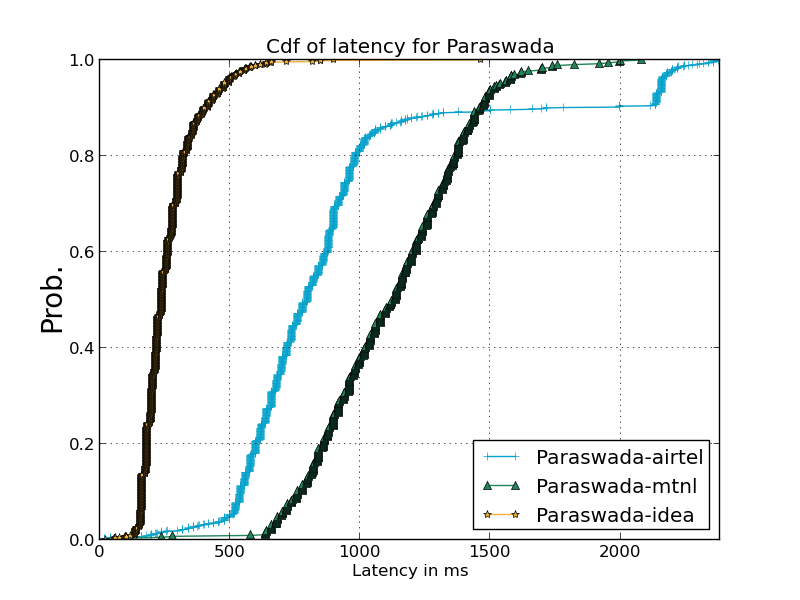 Cdf of latency for Paraswada
Prob.
1.0
0.8
0.6
0.4
0.2
0.0
0 500 1000 1500 2000
Latency in ms
Paraswada-airtel
Paraswada-mtnl
Paraswada-idea